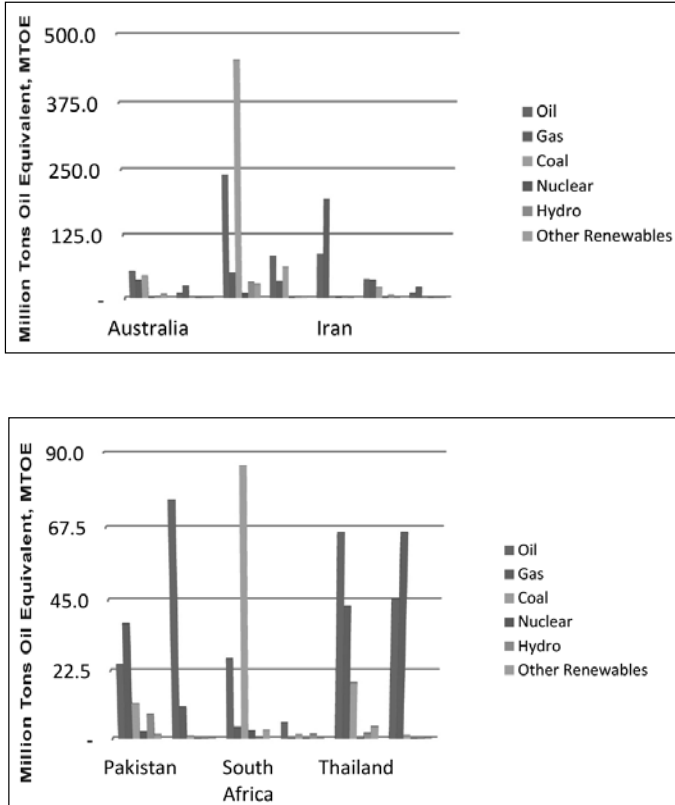 Million Tons Oil Equivalent, MTOE
500.0
375.0
250.0
125.0
-
Australia
Iran
Oil
Gas
Coal
Nuclear
Hydro
Other Renewables
Million Tons Oil Equivalent, MTOE
90.0
67.5
45.0
22.5
-
Pakistan
South
Africa
Thailand
Oil
Gas
Coal
Nuclear
Hydro
Other Renewables